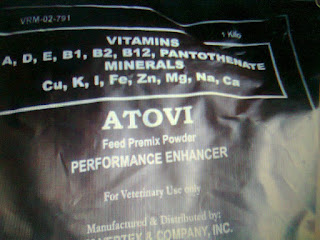 VRM-02-791
1 Kilo
VITAMINS
A, D, E, B1, B2, B12, PANTOTHENATE
MINERALS
Cu, K, I, Fe, Zn, Mg, Na, Ca
ATOVI
Feed Premix Powder
PERFORMANCE ENHANCER
For Veterinary Use only
Manufactured & Distributed by:
& COMPANY, INC.